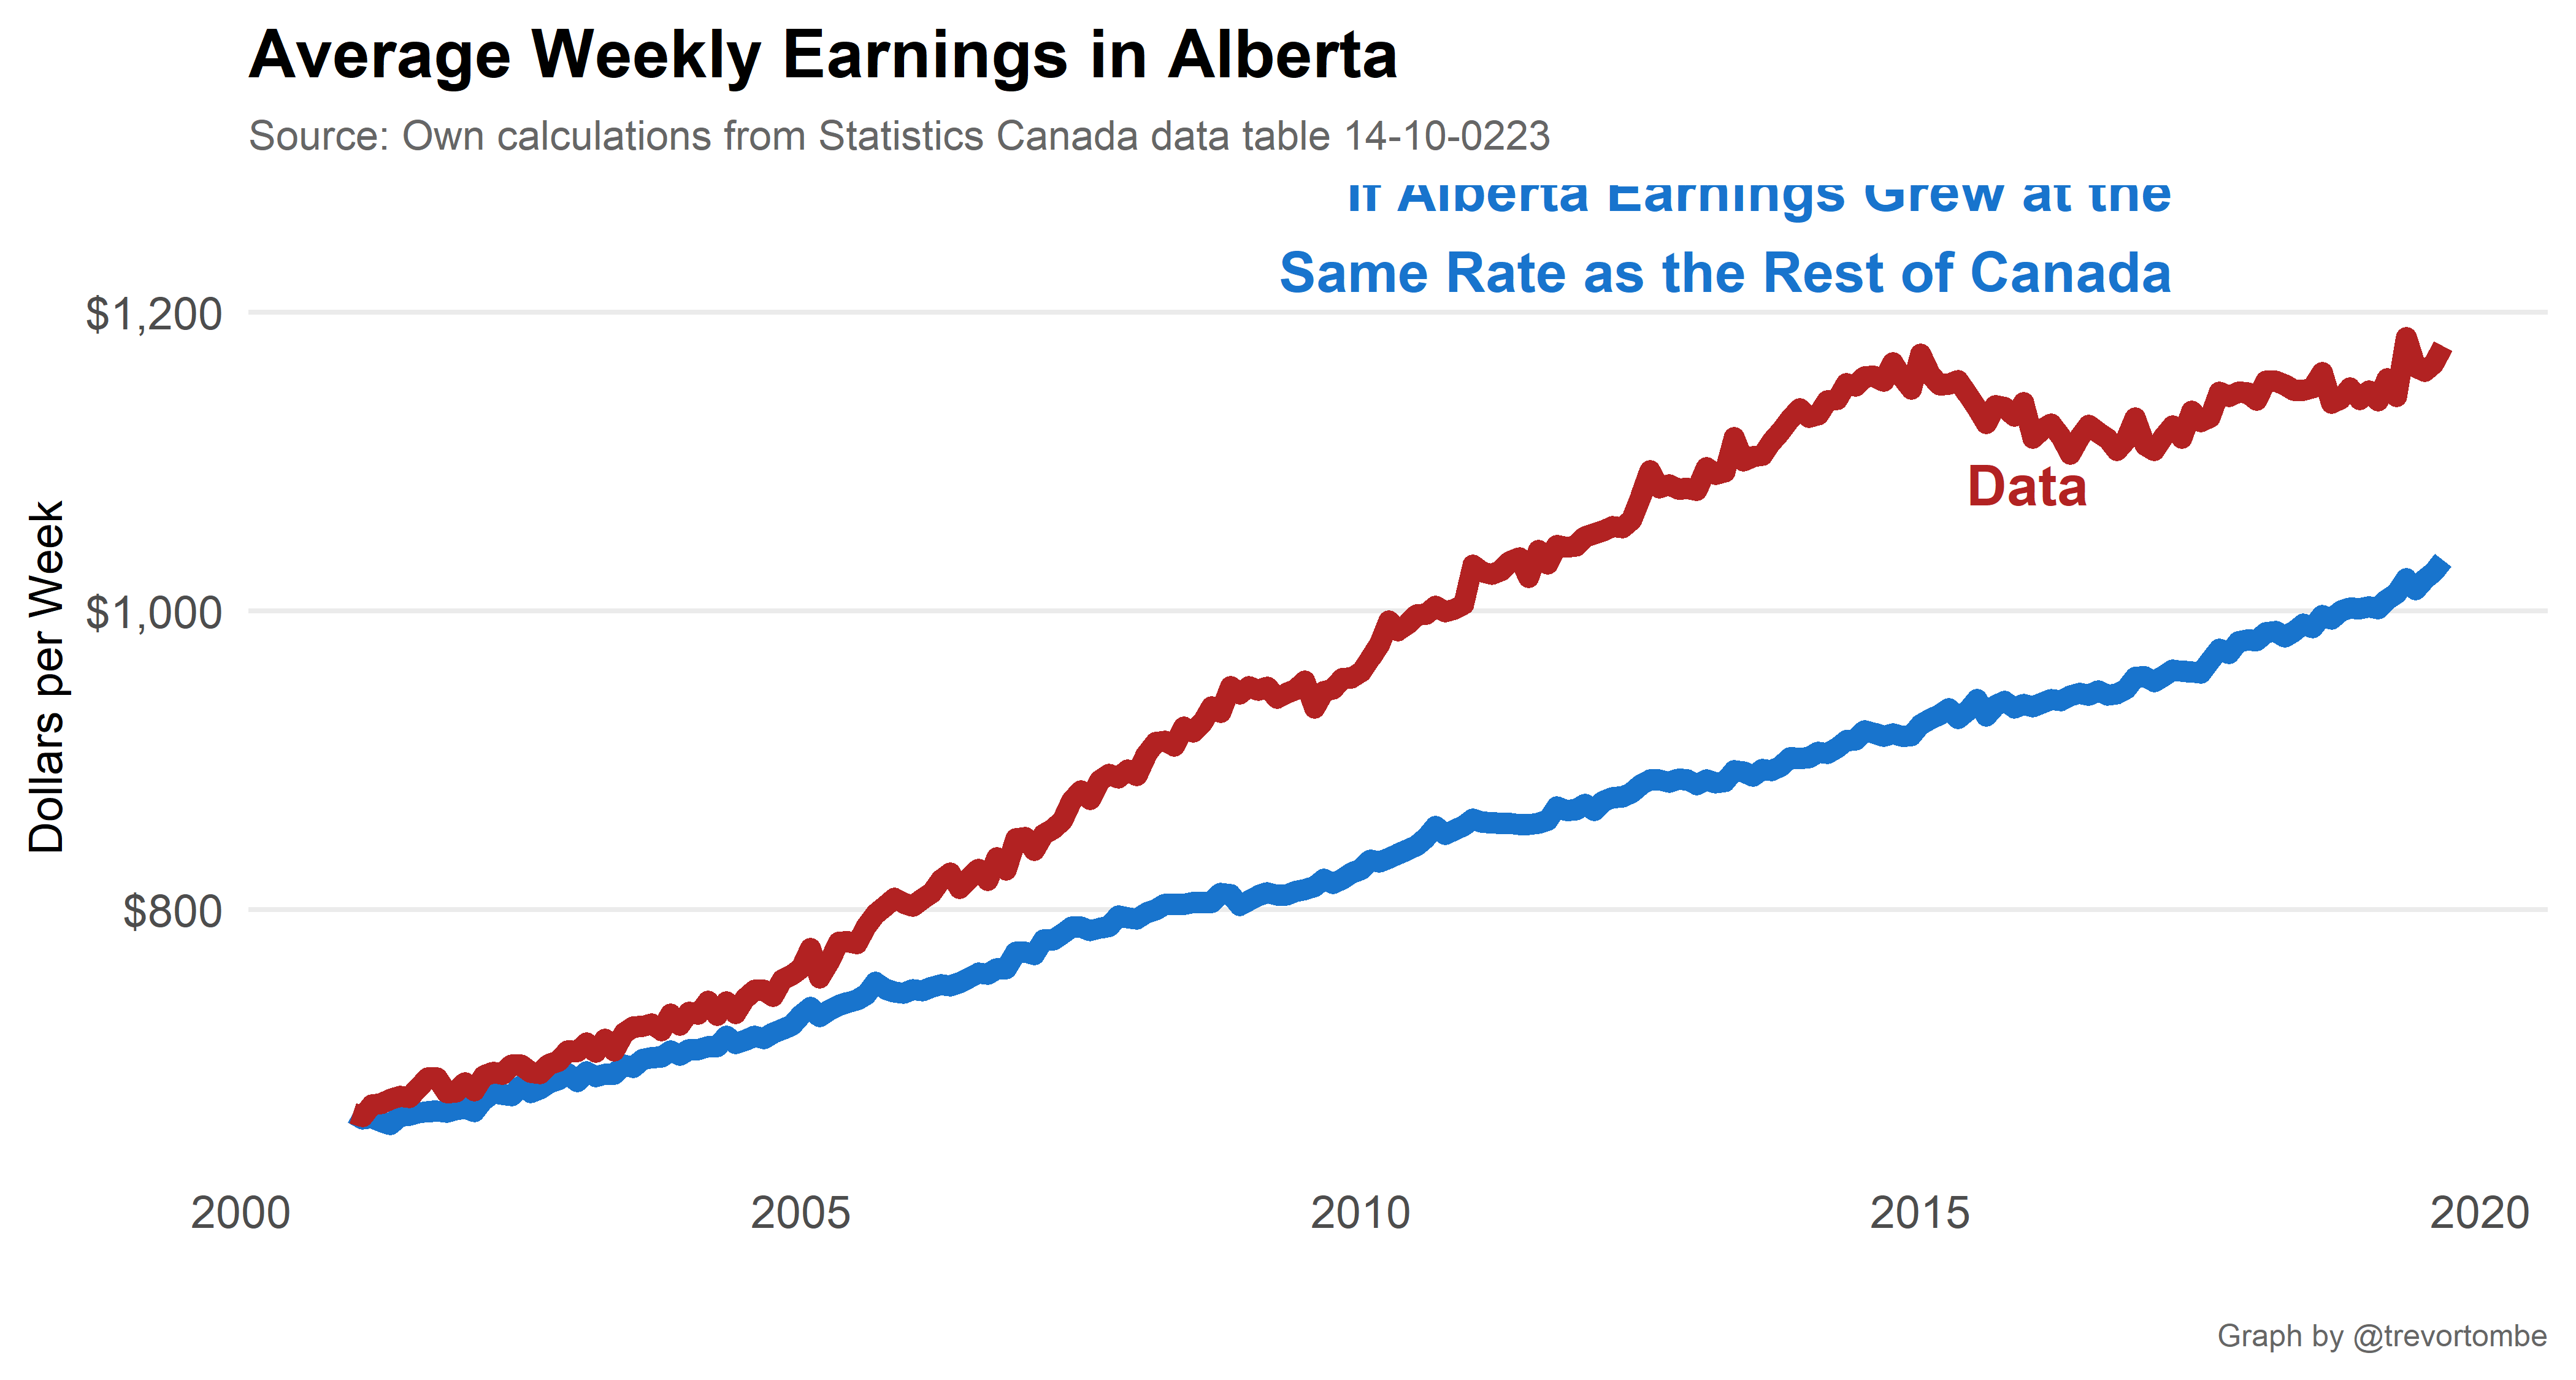 Average Weekly Earnings in Alberta
Source: Own calculations from Statistics Canada data table 14-10-0223
If Alberta Earnings Grew at the
Same Rate as the Rest of Canada
$1,200
Data
Dollars per Week
$1,000
$800
2000 2005 2010 2015 2020
Graph by @trevortombe